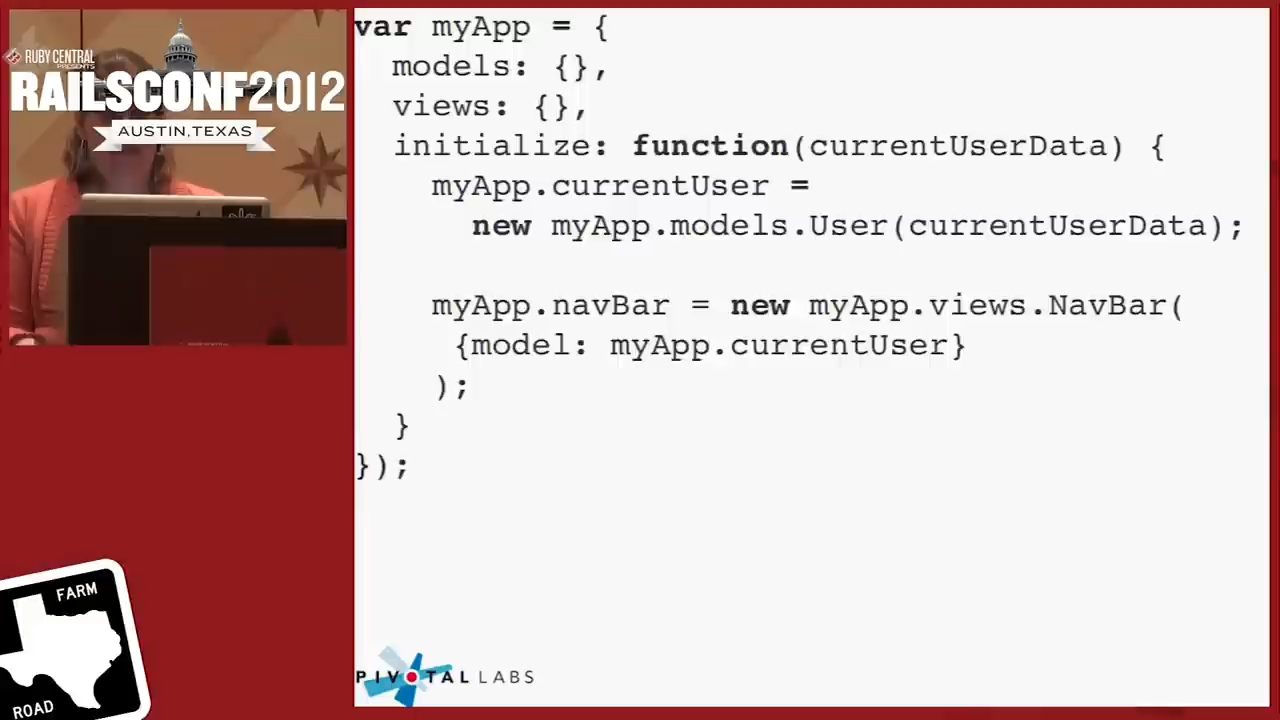 RUBY CENTRAL
PRESENTS
RAILSCONF2012
AUSTIN, TEXAS
var myApp = {
  models: {},
  views: {},
  initialize: function(currentUserData) {
    myApp.currentUser =
      new myApp.models.User(currentUserData);
    myApp.navBar = new myApp.views.NavBar(
     {model: myApp.currentUser}
    );
  }
});
FARM
ROAD
PIVOTAL LABS